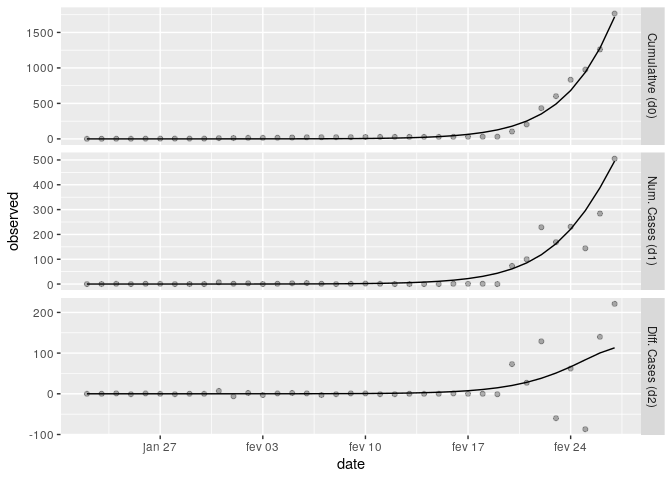 1500
1000
500
0
Cumulative (d0)
500
400
300
200
100
0
Num. Cases (d1)
200
100
0
-100
Diff. Cases (d2)
observed
jan 27
fev 03
fev 10
fev 17
fev 24
date